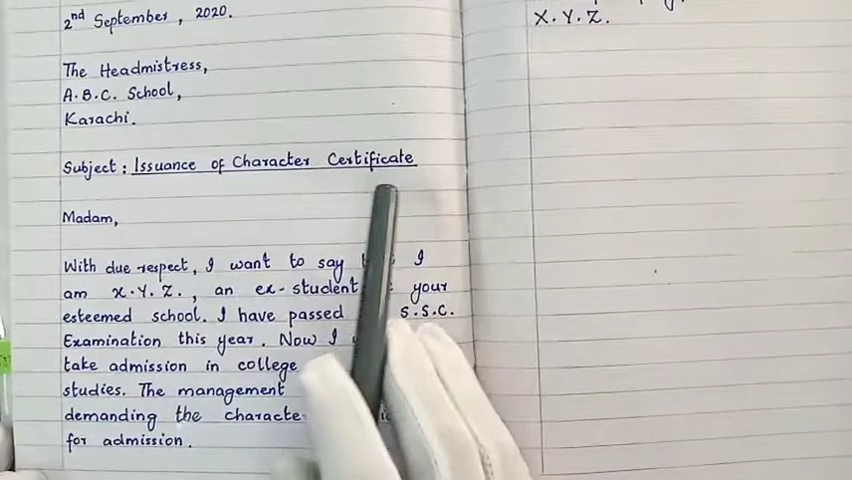 2nd September, 2020.
The Headmistress,
A.B.C. School,
Karachi.
Subject: Issuance of Character Certificate
Madam,
With due respect, I want to say I
am X.Y.Z., an ex-student your
esteemed school. I have passed S.S.C.
Examination this year. Now I
take admission in college
studies. The management
demanding the
for admission.
X.Y.Z.